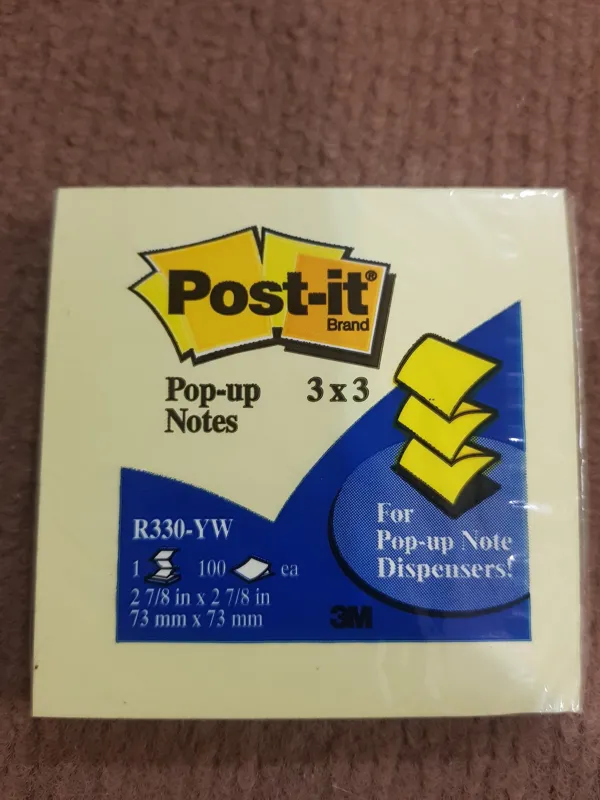 Post-it®
Brand
Pop-up 3 x 3
Notes
R330-YW
1 100 ea
2 7/8 in x 2 7/8 in
73 mm x 73 mm
For
Pop-up Note
Dispensers!
3M